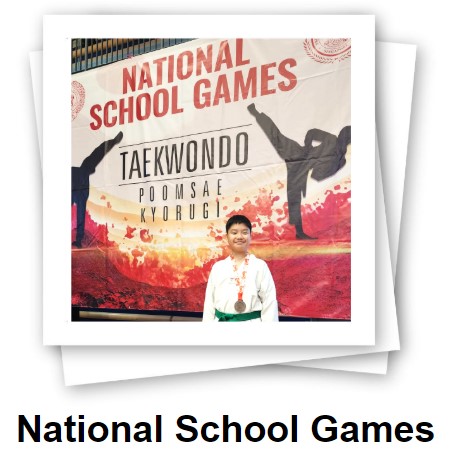 NATIONAL
SCHOOL GAMES
TAEKWONDO
POOMSAE
KYORUGI
National School Games